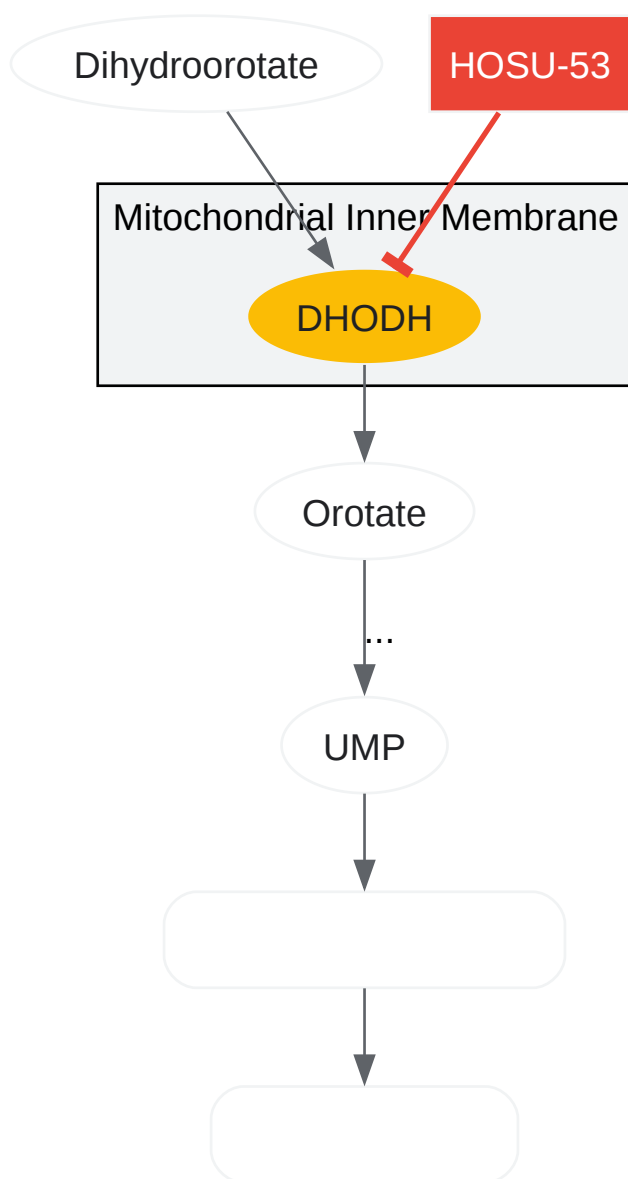 Dihydroorotate
HOSU-53
Mitochondrial Inner Membrane
DHODH
Orotate
...
UMP